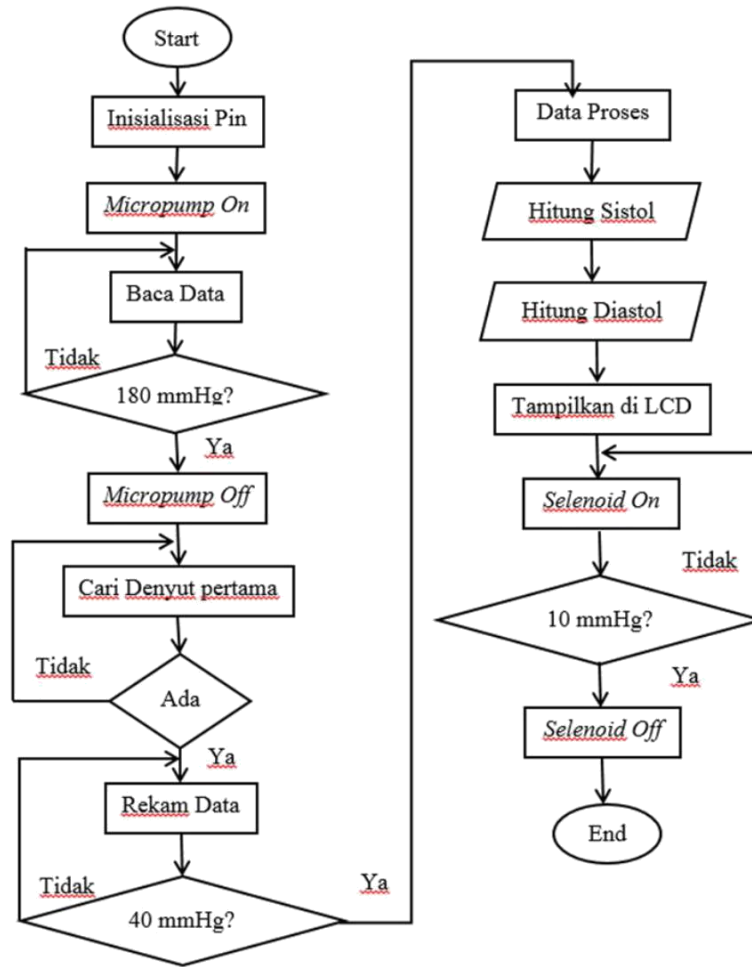 Start
Inisialisasi Pin
Micropump On
Baca Data
Tidak
180 mmHg?
Ya
Micropump Off
Cari Denyut pertama
Tidak
Ada
Ya
Rekam Data
Tidak
40 mmHg?
Ya
Data Proses
Hitung Sistol
Hitung Diastol
Tampilkan di LCD
Selenoid On
Tidak
10 mmHg?
Ya
Selenoid Off
End